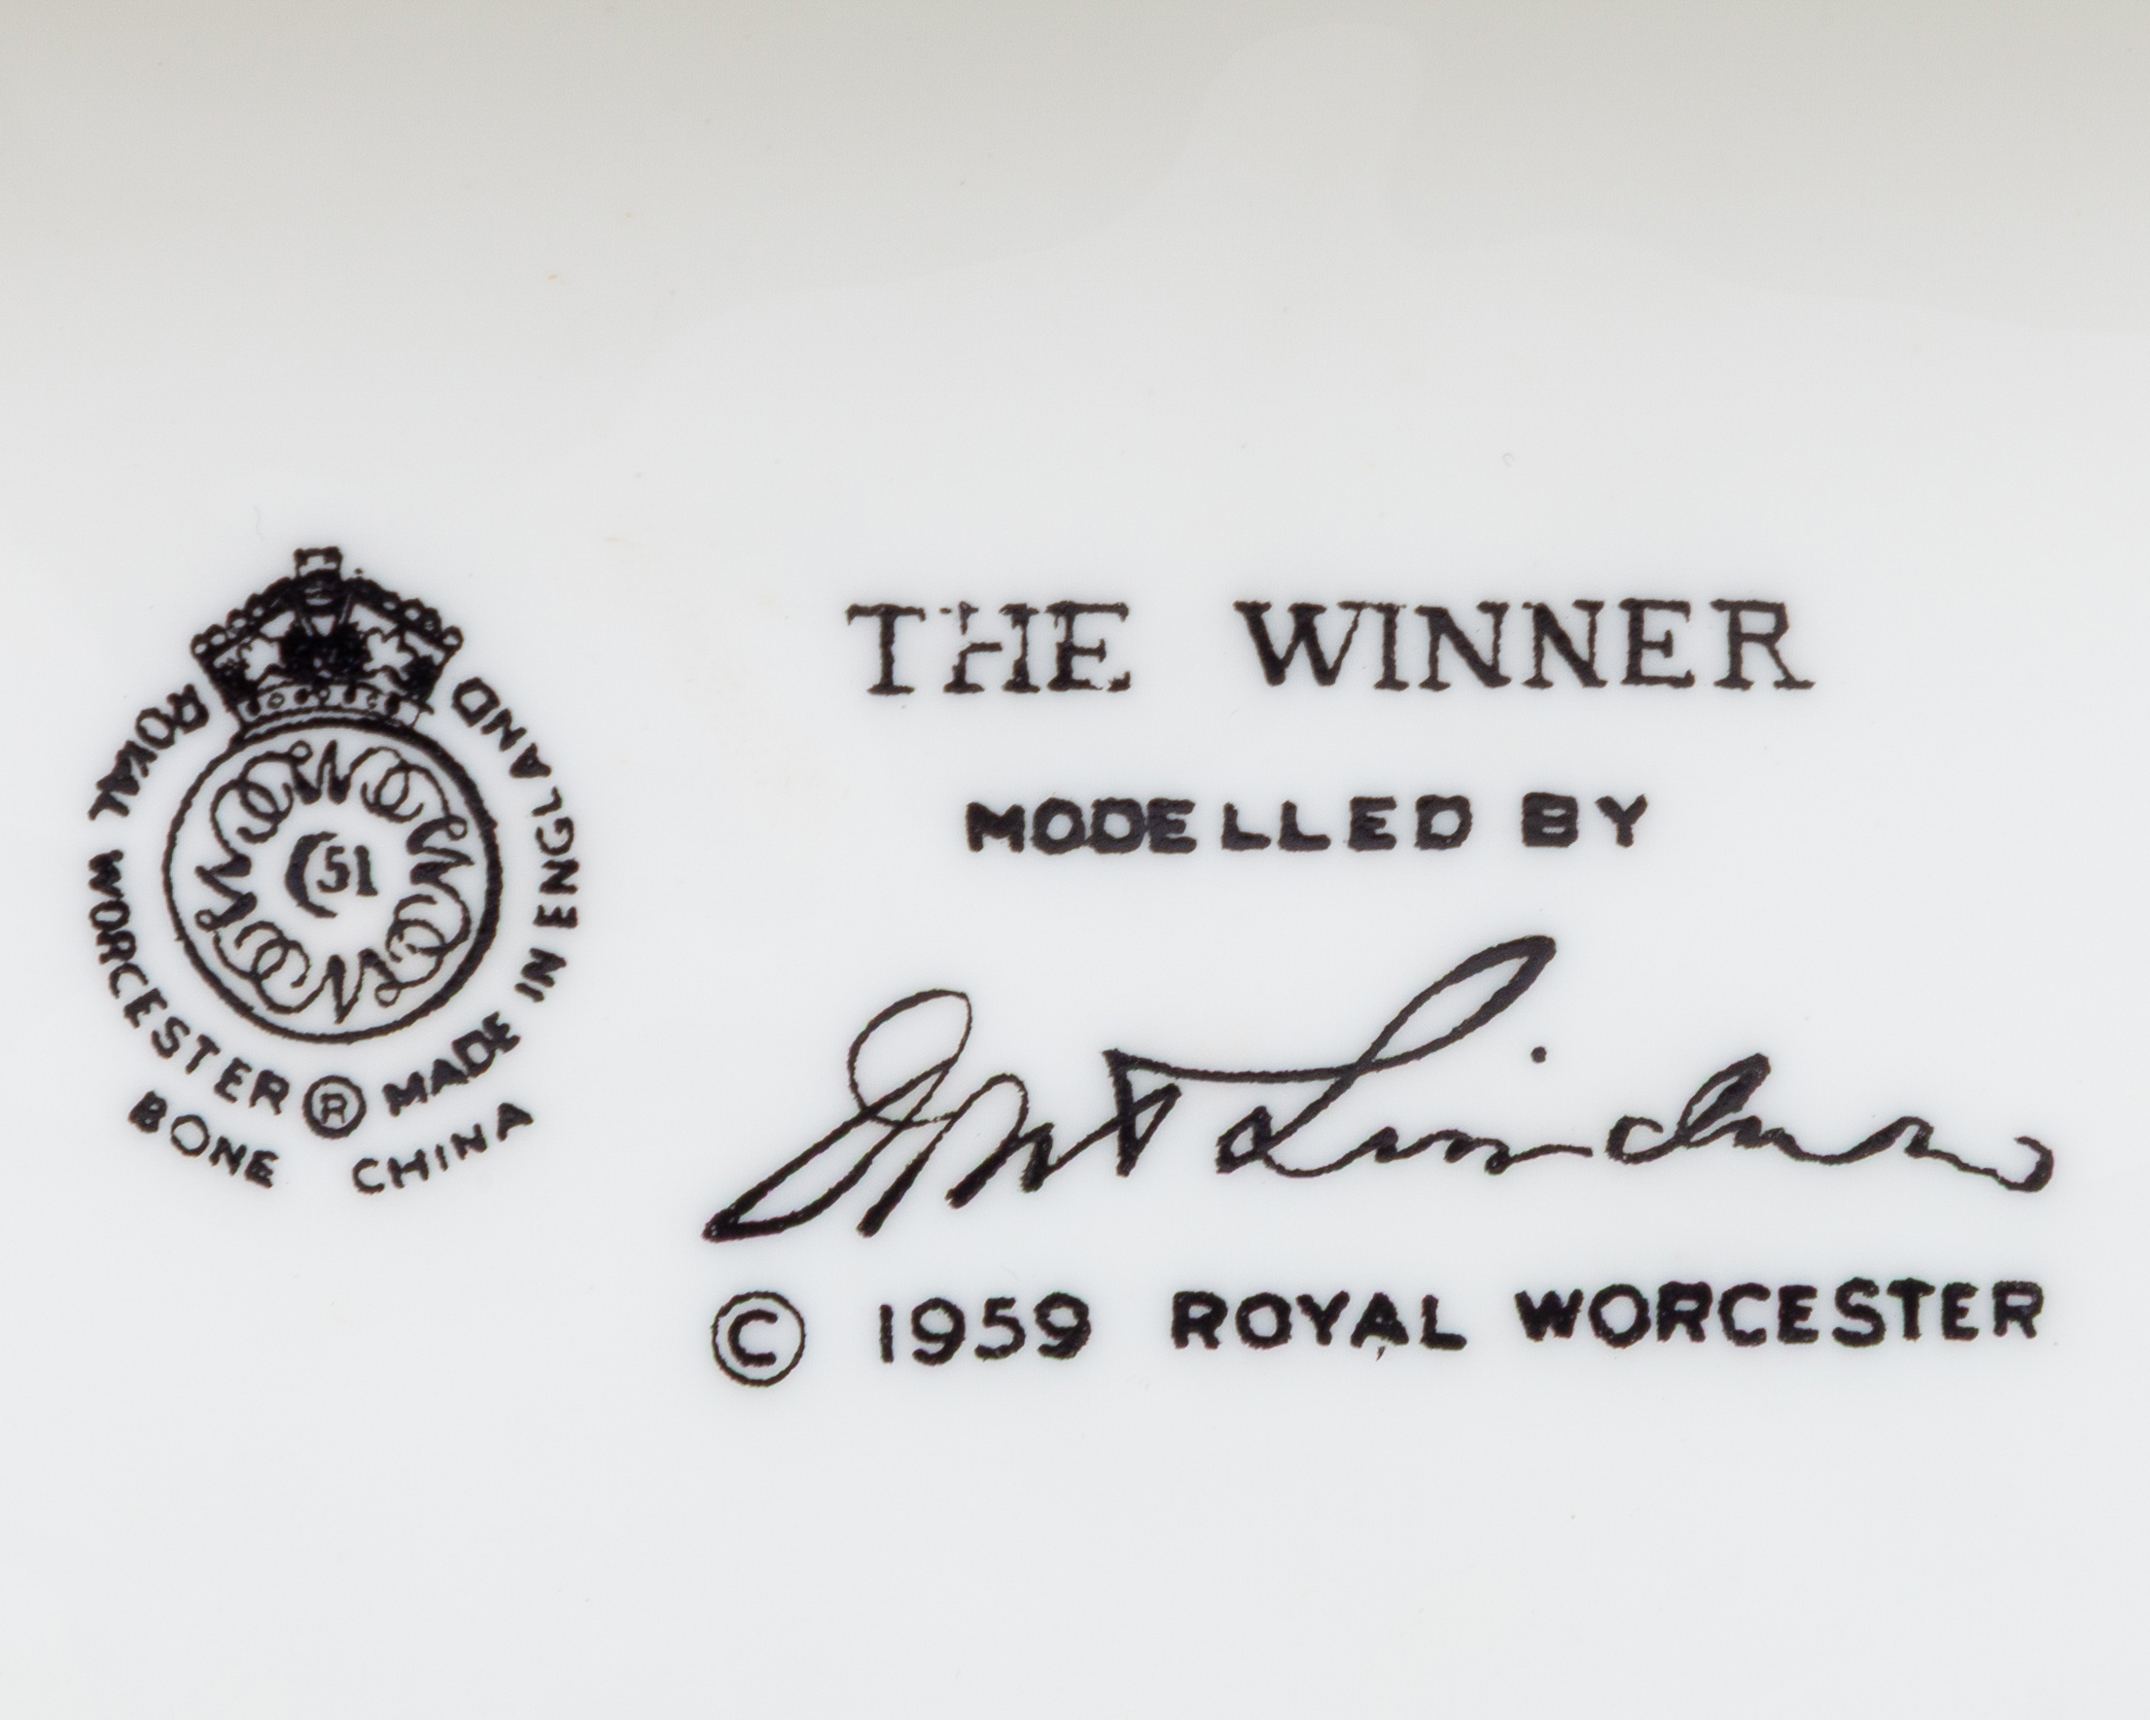 ROYAL WORCESTER ® MADE IN ENGLAND
BONE CHINA
51
THE WINNER
MODELLED BY
© 1959 ROYAL WORCESTER